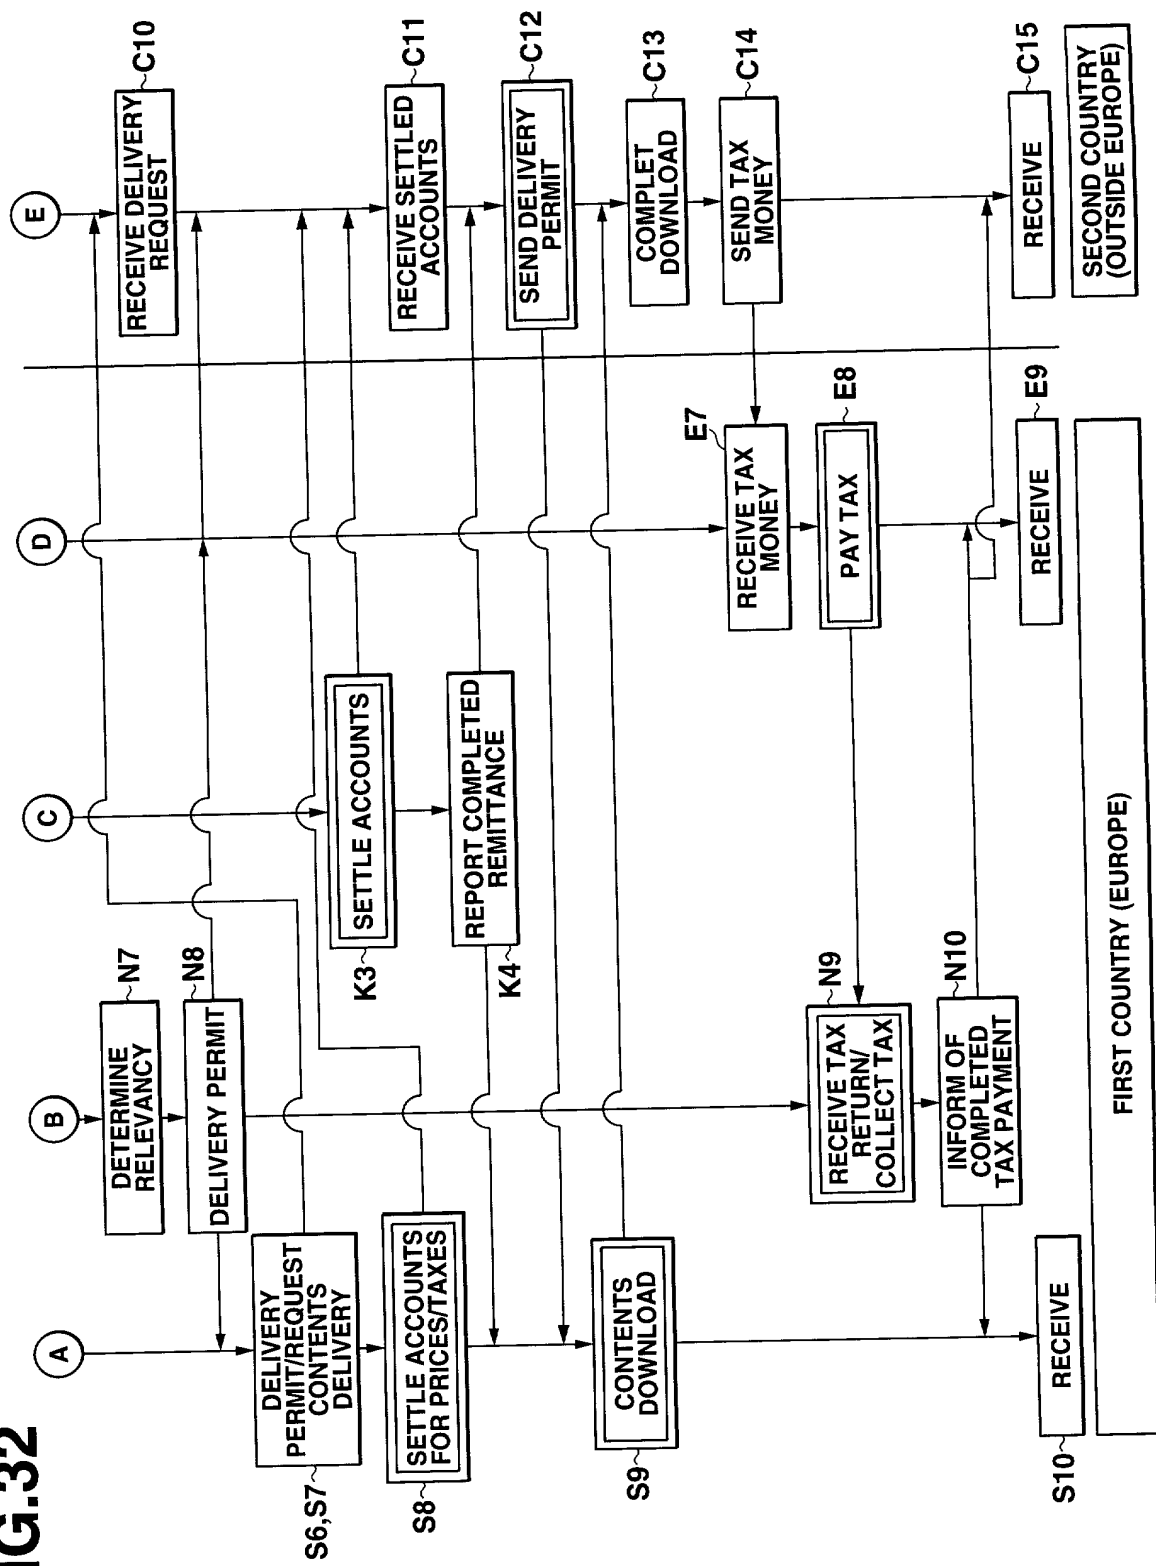 IG.32
A
B
C
D
E
DETERMINE
RELEVANCY
N7
DELIVERY PERMIT
N8
RECEIVE DELIVERY
REQUEST
C10
DELIVERY
PERMIT/REQUEST
CONTENTS
DELIVERY
S6,S7
SETTLE ACCOUNTS
FOR PRICES/TAXES
S8
SETTLE ACCOUNTS
K3
REPORT COMPLETED
REMITTANCE
K4
RECEIVE SETTLED
ACCOUNTS
C11
SEND DELIVERY
PERMIT
C12
CONTENTS
DOWNLOAD
S9
COMPLET
DOWNLOAD
C13
SEND TAX
MONEY
C14
RECEIVE TAX
MONEY
E7
PAY TAX
E8
RECEIVE TAX
RETURN/
COLLECT TAX
N9
INFORM OF
COMPLETED
TAX PAYMENT
N10
RECEIVE
S10
RECEIVE
E9
RECEIVE
C15
FIRST COUNTRY (EUROPE)
SECOND COUNTRY
(OUTSIDE EUROPE)